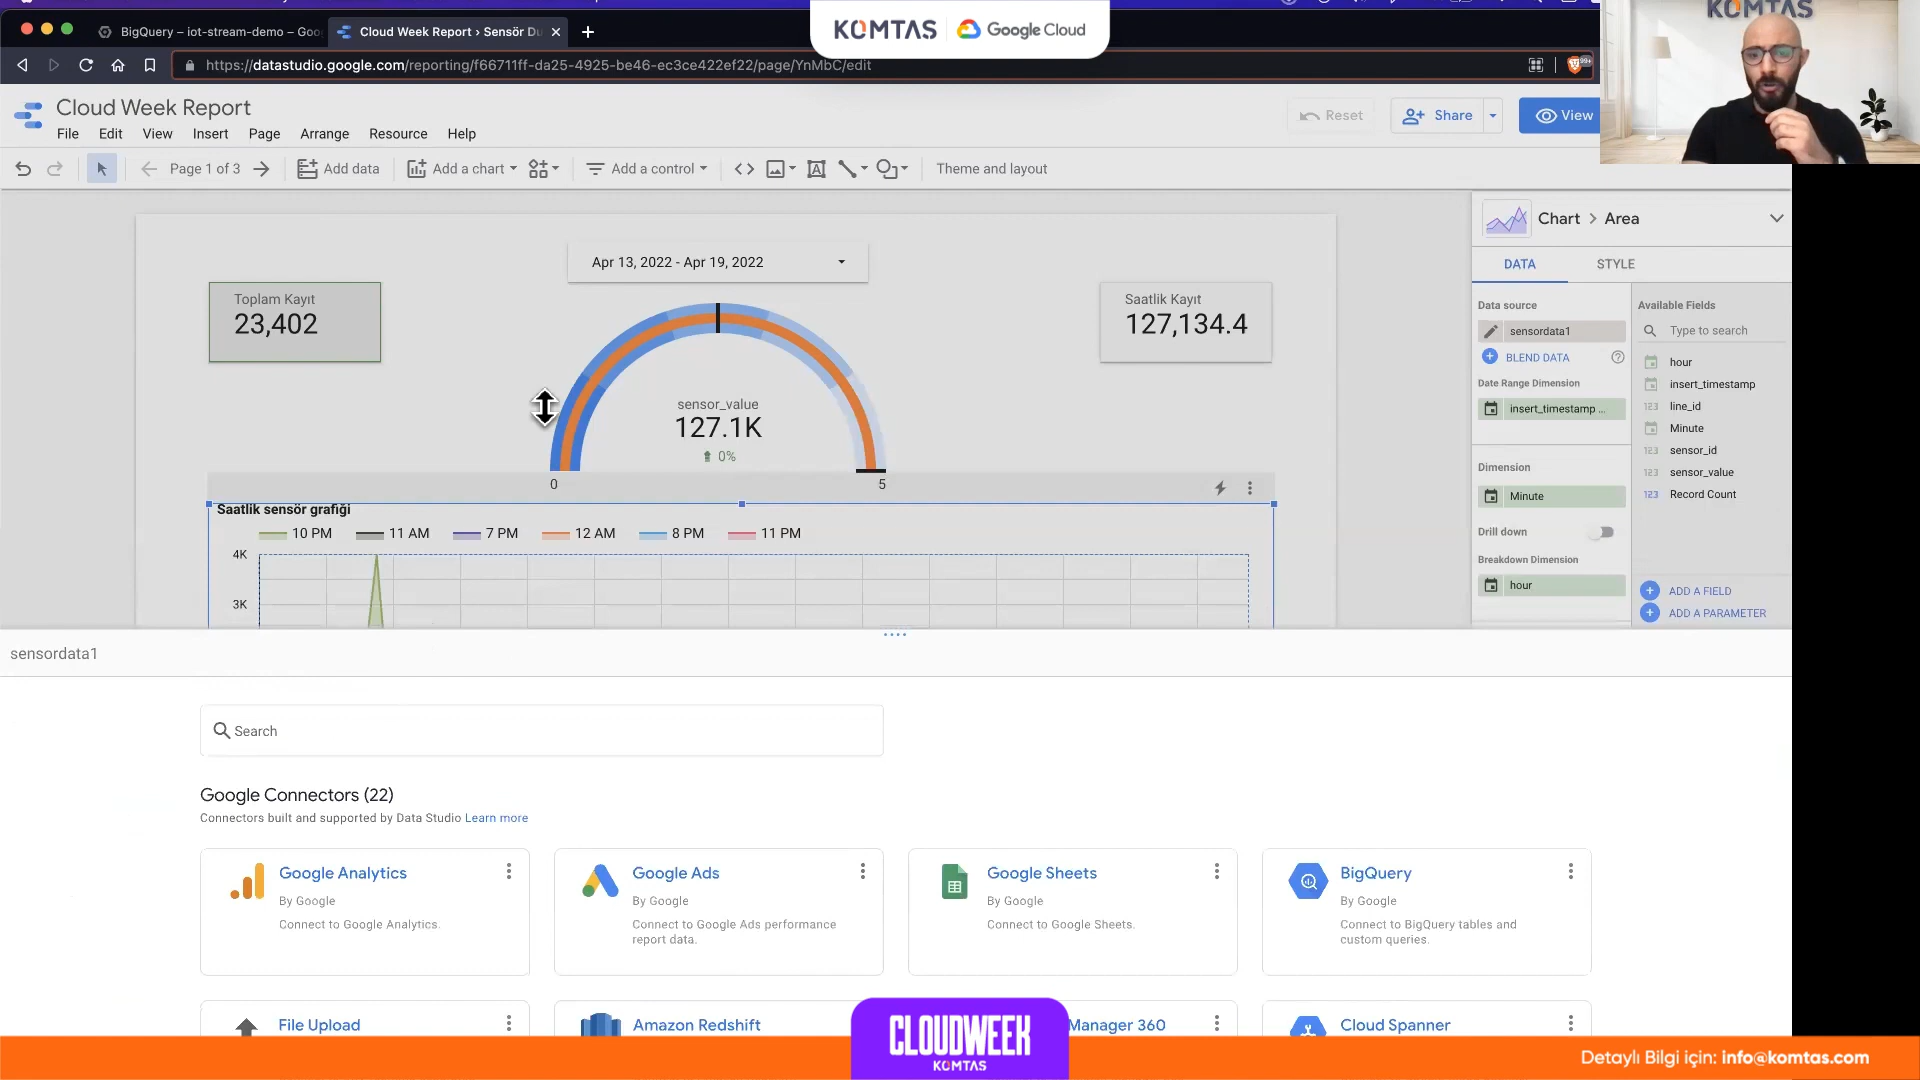 KOMTAS Google Cloud
KOMTAS
BigQuery – iot-stream-demo – Goo
Cloud Week Report › Sensör Du
https://datastudio.google.com/reporting/f66711ff-da25-4925-be46-ec3ce422ef22/page/YnMbC/edit
99+
Cloud Week Report
File Edit View Insert Page Arrange Resource Help
Reset
Share
View
Page 1 of 3
Add data
Add a chart
Add a control
Theme and layout
Apr 13, 2022 - Apr 19, 2022
Toplam Kayıt
23,402
Saatlik Kayıt
127,134.4
sensor_value
127.1K
0%
0
5
Saatlik sensör grafiği
10 PM 11 AM 7 PM 12 AM 8 PM 11 PM
4K
3K
Chart > Area
DATA
STYLE
Data source
sensordata1
BLEND DATA
Date Range Dimension
insert_timestamp ...
Dimension
Minute
Drill down
Breakdown Dimension
hour
Available Fields
Type to search
hour
insert_timestamp
123 line_id
Minute
123 sensor_id
123 sensor_value
123 Record Count
ADD A FIELD
ADD A PARAMETER
sensordata1
Search
Google Connectors (22)
Connectors built and supported by Data Studio Learn more
Google Analytics
By Google
Connect to Google Analytics.
Google Ads
By Google
Connect to Google Ads performance
report data.
Google Sheets
By Google
Connect to Google Sheets.
BigQuery
By Google
Connect to BigQuery tables and
custom queries.
File Upload
Amazon Redshift
Manager 360
Cloud Spanner
CLOUDWEEK
KOMTAS
Detaylı Bilgi için: info@komtas.com